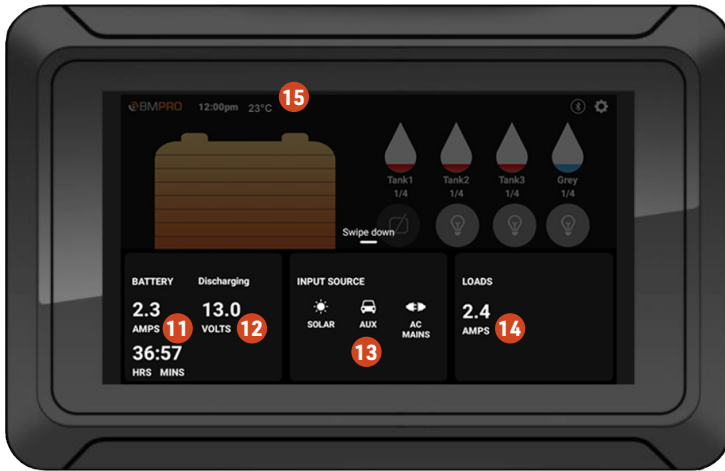 BMPRO 12:00pm 23°C 15
Tank1 Tank2 Tank3 Grey
1/4 1/4 1/4 1/4
Swipe down
BATTERY Discharging INPUT SOURCE LOADS
2.3 13.0 2.4
AMPS 11 VOLTS 12 SOLAR AUX AC MAINS AMPS 14
13
36:57
HRS MINS